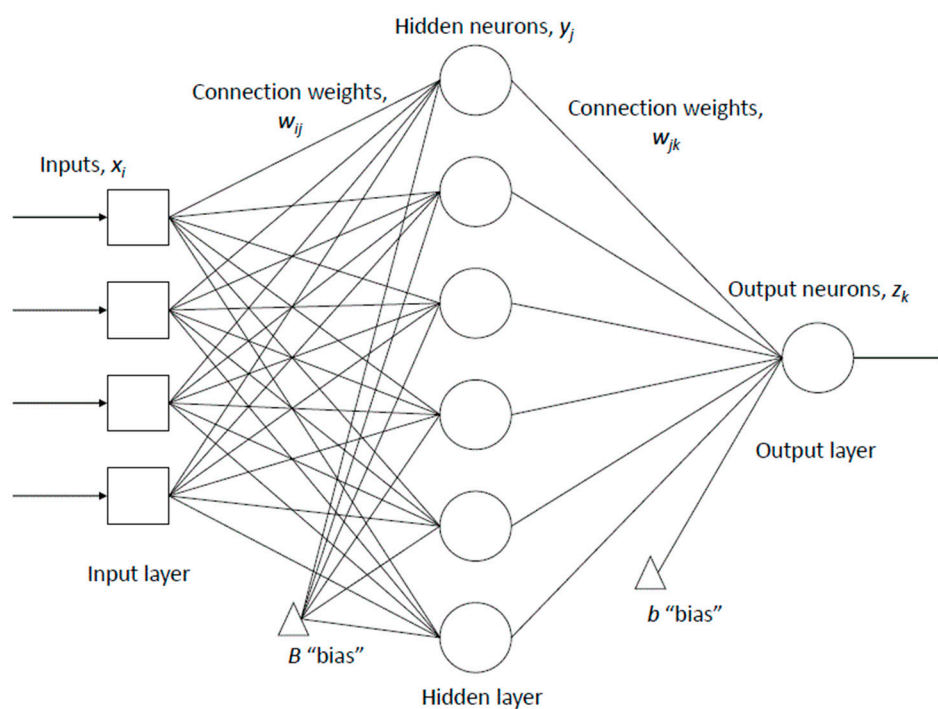 Hidden neurons, yj
Connection weights,
wij
Connection weights,
wjk
Inputs, xi
Output neurons, zk
Output layer
Input layer
B “bias”
b “bias”
Hidden layer